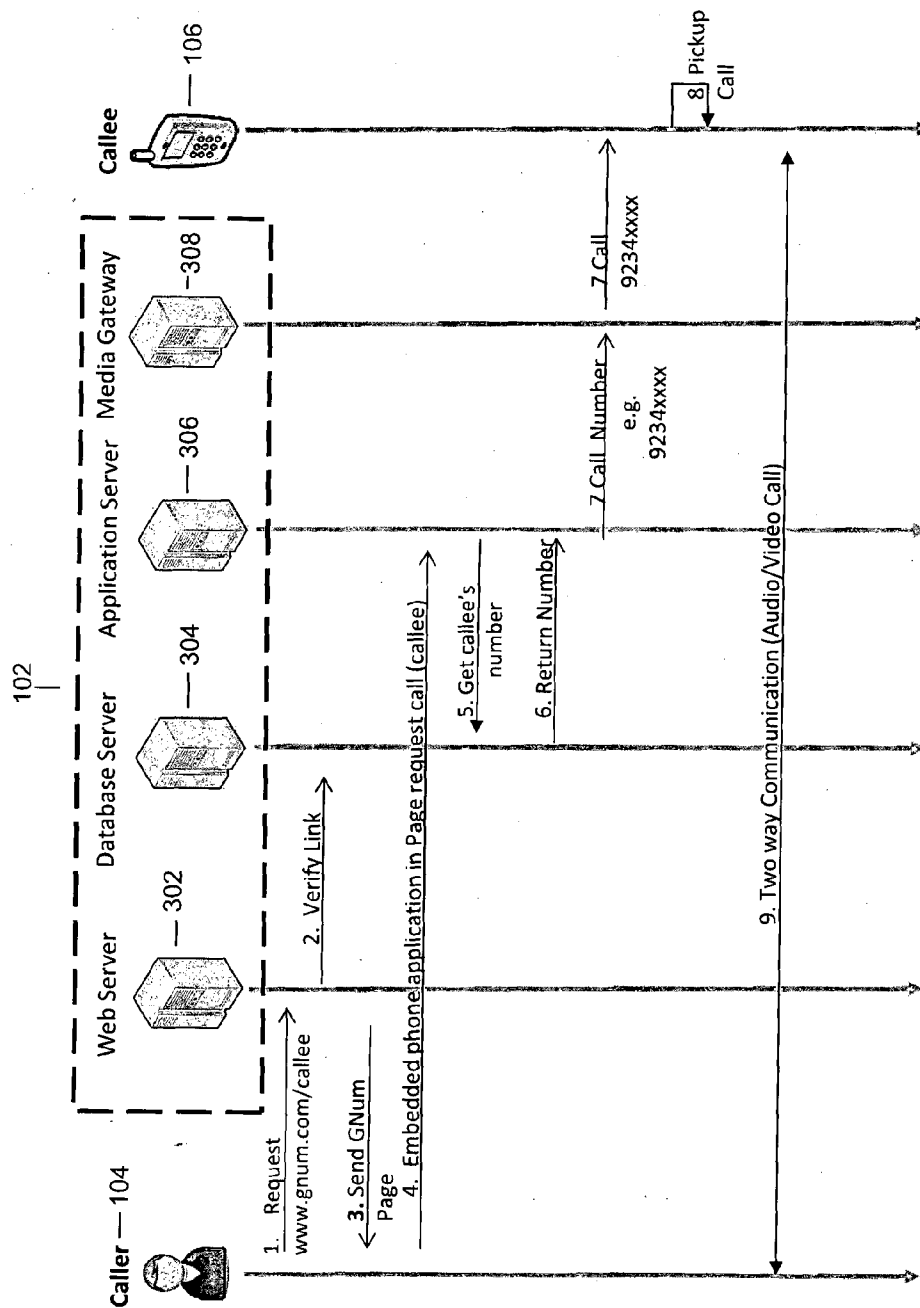 102
Caller — 104
Web Server
302
Database Server
304
Application Server
306
Media Gateway
308
Callee
106
1. Request
www.gnum.com/callee
2. Verify Link
3. Send GNum
Page
4. Embedded phone application in Page request call (callee)
5. Get callee's
number
6. Return Number
7 Call Number
e.g.
9234xxxx
7 Call
9234xxxx
8. Pickup
Call
9. Two way Communication (Audio/Video Call)